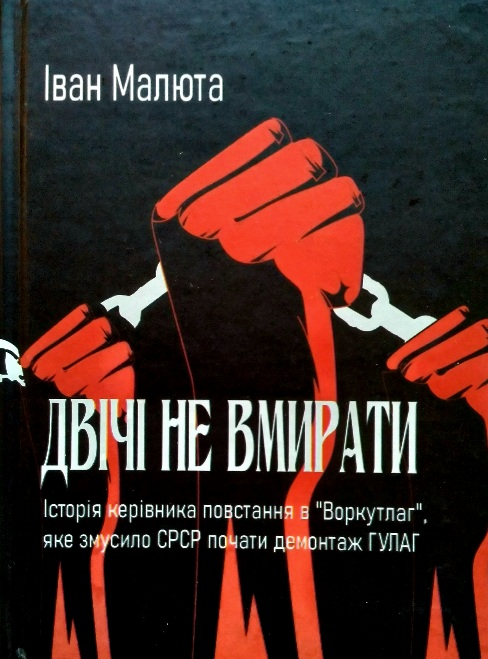 Іван Малюта
ДВІЧІ НЕ ВМИРАТИ
Історія керівника повстання в "Воркутлаг",
яке змусило СРСР почати демонтаж ГУЛАГ